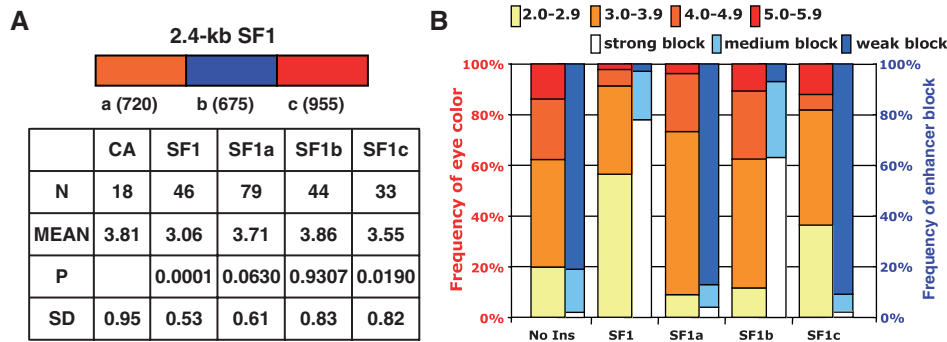 A
2.4-kb SF1
a (720) b (675) c (955)
CA SF1 SF1a SF1b SF1c
N 18 46 79 44 33
MEAN 3.81 3.06 3.71 3.86 3.55
P 0.0001 0.0630 0.9307 0.0190
SD 0.95 0.53 0.61 0.83 0.82
B
2.0-2.9 3.0-3.9 4.0-4.9 5.0-5.9
strong block medium block weak block
Frequency of eye color
100%
80%
60%
40%
20%
0%
No Ins SF1 SF1a SF1b SF1c
100%
80%
60%
40%
20%
0%
Frequency of enhancer block